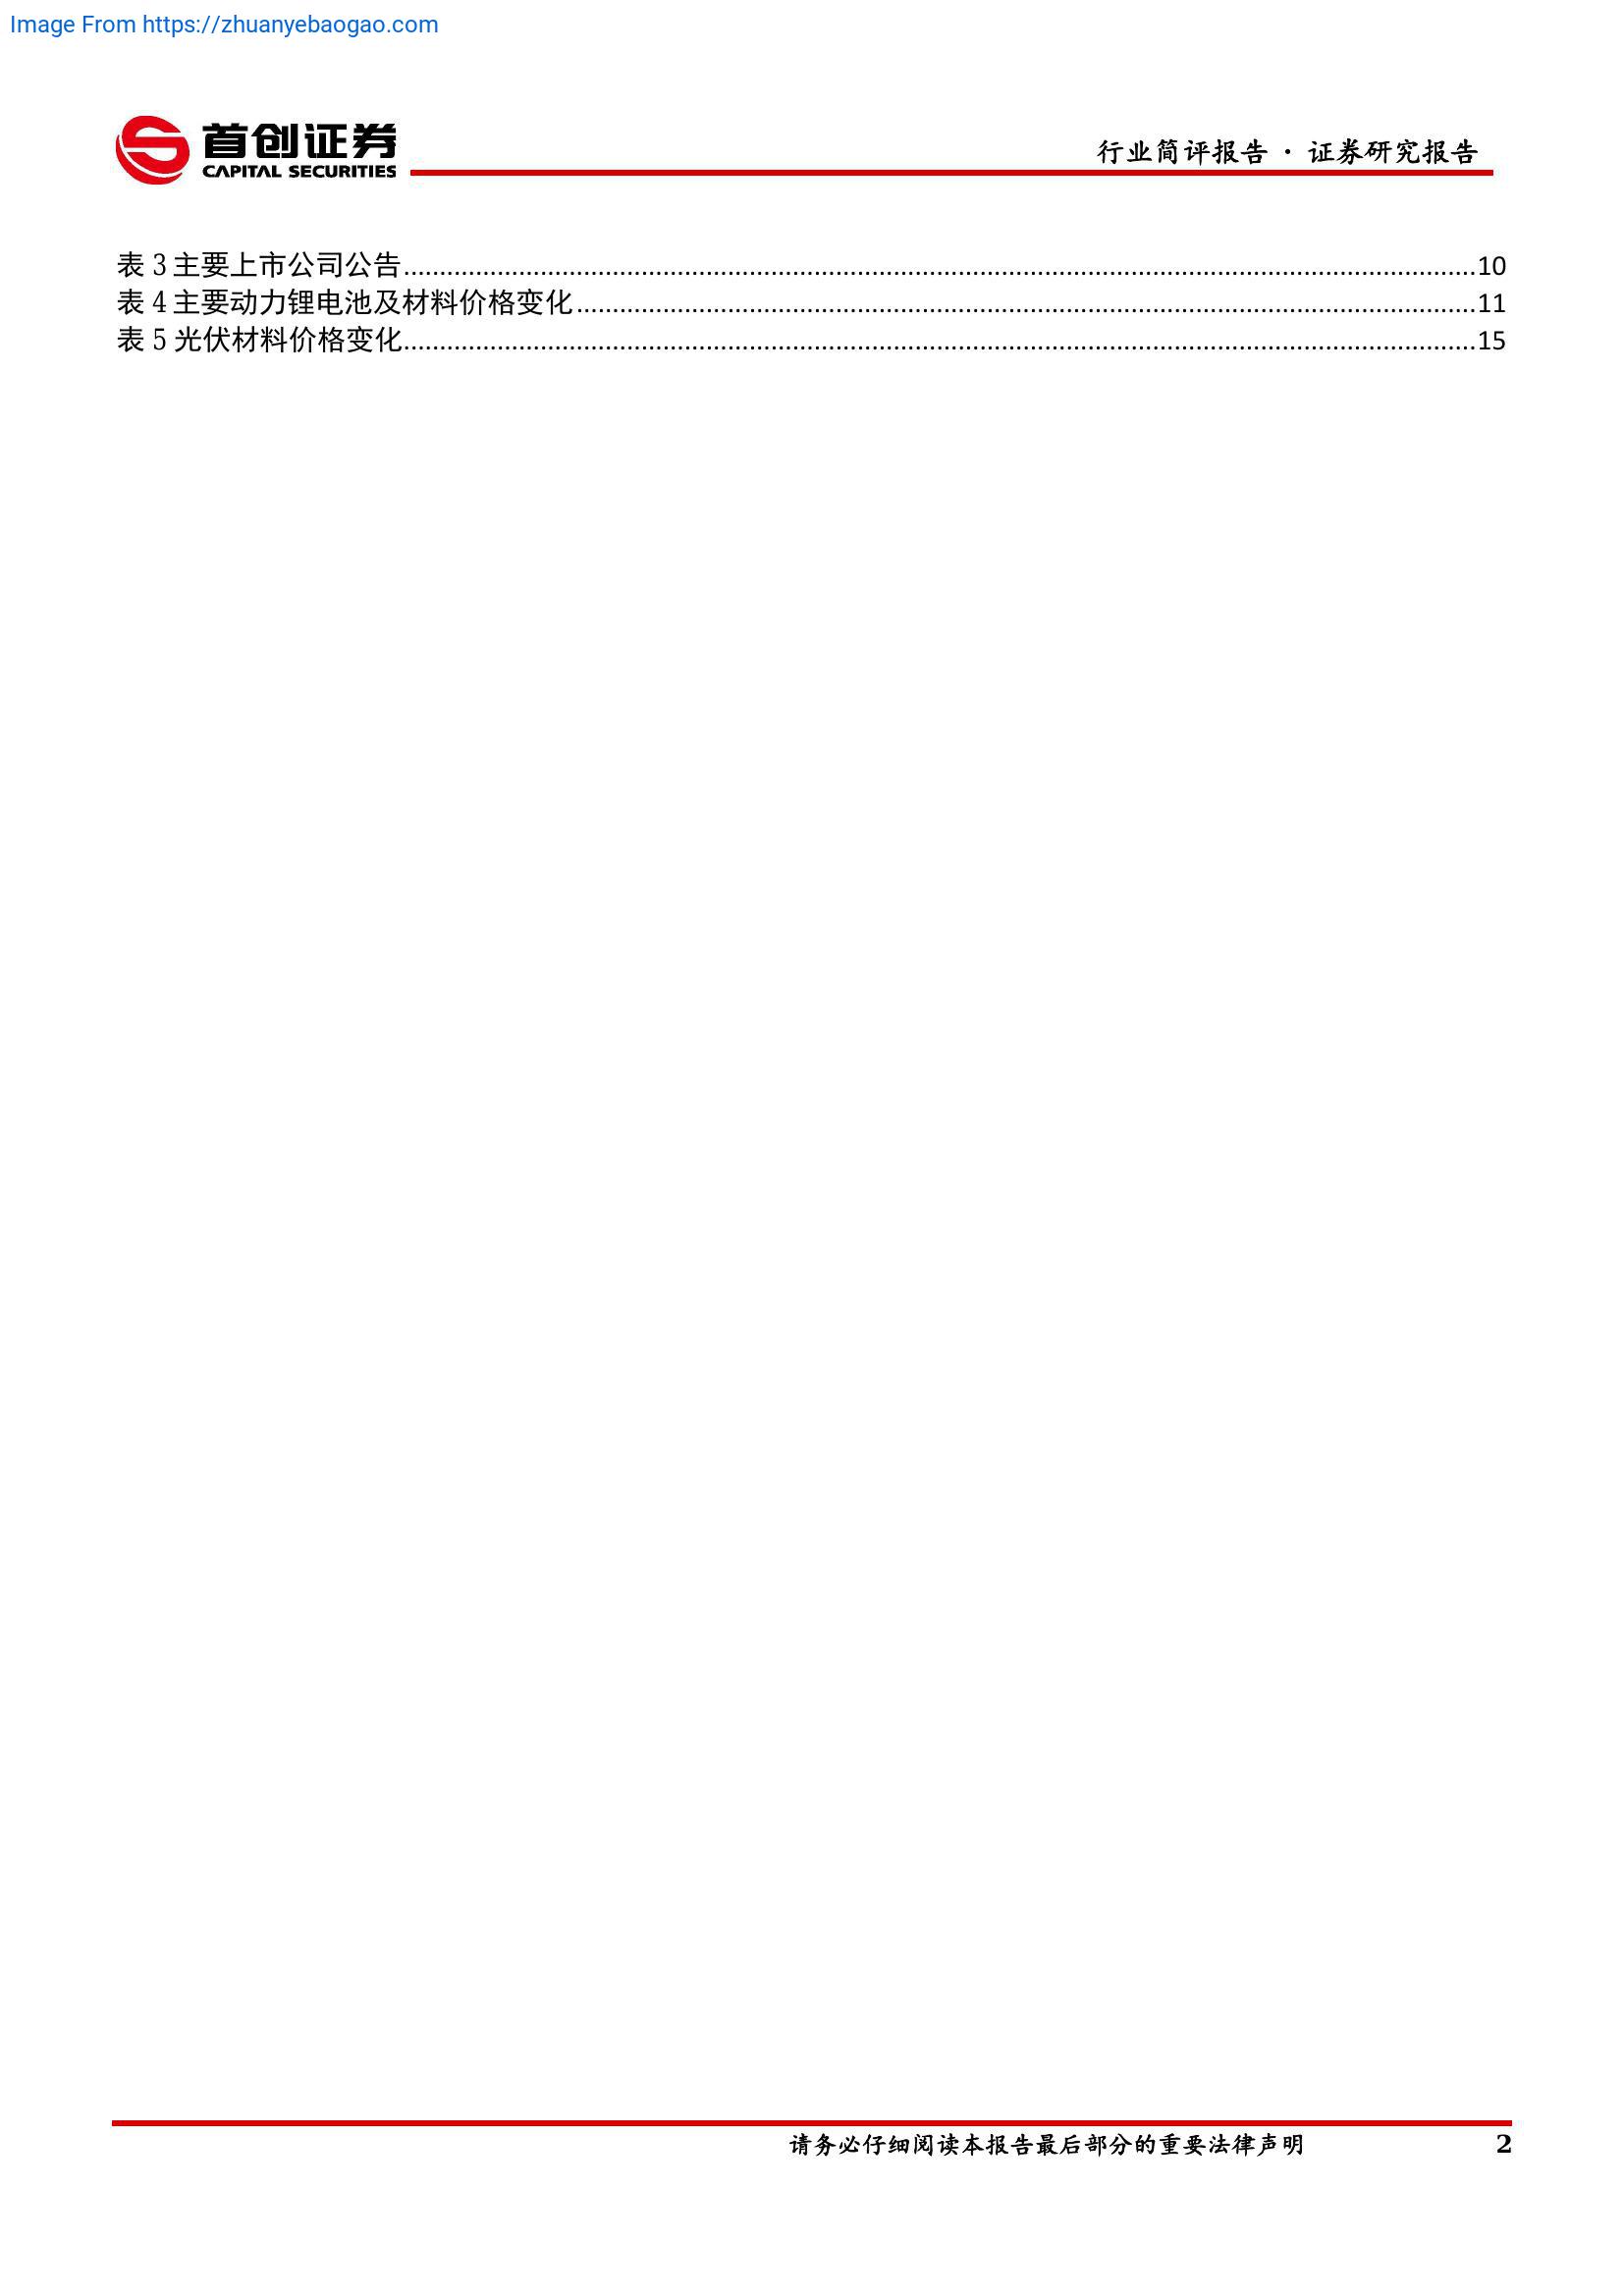 Image From https://zhuanyebaogao.com
首创证券
CAPITAL SECURITIES
行业简评报告 · 证券研究报告
表 3 主要上市公司公告........................................10
表 4 主要动力锂电池及材料价格变化........................................11
表 5 光伏材料价格变化........................................15
请务必仔细阅读本报告最后部分的重要法律声明 2